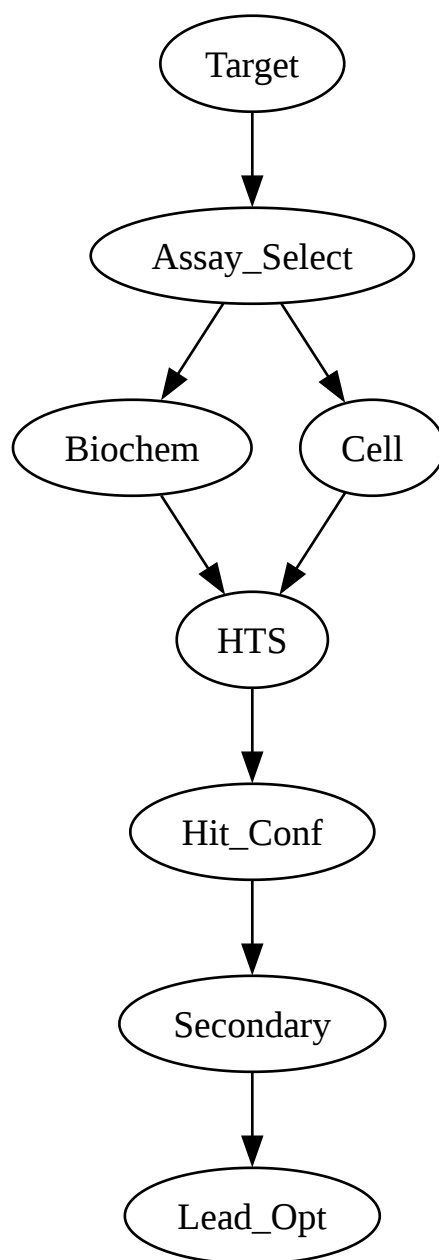 Target
Assay_Select
Biochem
Cell
HTS
Hit_Conf
Secondary
Lead_Opt